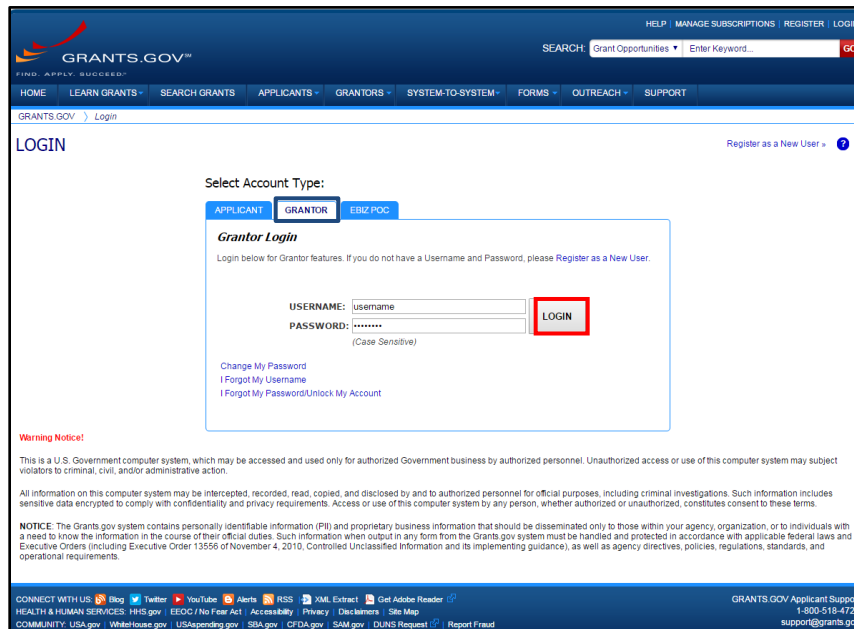 HELP | MANAGE SUBSCRIPTIONS | REGISTER |
GRANTS.GOV℠
SEARCH: Grant Opportunities Enter Keyword...
FIND. APPLY. SUCCEED.℠
HOME LEARN GRANTS SEARCH GRANTS APPLICANTS GRANTORS SYSTEM-TO-SYSTEM FORMS OUTREACH SUPPORT
GRANTS.GOV Login
LOGIN
Register as a New User » ?
Select Account Type:
APPLICANT GRANTOR EBIZ POC
Grantor Login
Login below for Grantor features. If you do not have a Username and Password, please Register as a New User.
USERNAME: username
LOGIN
PASSWORD: ••••••••
(Case Sensitive)
Change My Password
I Forgot My Username
I Forgot My Password/Unlock My Account
Warning Notice!
This is a U.S. Government computer system, which may be accessed and used only for authorized Government business by authorized personnel. Unauthorized access or use of this computer system may subject
violators to criminal, civil, and/or administrative action.
All information on this computer system may be intercepted, recorded, read, copied, and disclosed by and to authorized personnel for official purposes, including criminal investigations. Such information includes
sensitive data encrypted to comply with confidentiality and privacy requirements. Access or use of this computer system by any person, whether authorized or unauthorized, constitutes consent to these terms.
NOTICE: The Grants.gov system contains personally identifiable information (PII) and proprietary business information that should be disseminated only to those within your agency, organization, or to individuals with
a need to know the information in the course of their official duties. Such information when output in any form from the Grants.gov system must be handled and protected in accordance with applicable federal laws and
Executive Orders (including Executive Order 13556 of November 4, 2010, Controlled Unclassified Information and its implementing guidance), as well as agency directives, policies, regulations, standards, and
operational requirements.
CONNECT WITH US: Blog Twitter YouTube Alerts RSS XML Extract Get Adobe Reader
HEALTH & HUMAN SERVICES: HHS.gov | EEOC / No Fear Act | Accessibility | Privacy | Disclaimers | Site Map
COMMUNITY: USA.gov | WhiteHouse.gov | USAspending.gov | SBA.gov | CFDA.gov | SAM.gov | DUNS Request | Report Fraud
GRANTS.GOV Applicant
1-800-518-472
support@grants.go